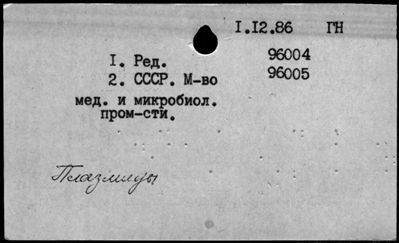 I.I2.86 ГН
I. Ред. 96004
2. СССР. М-во 96005
мед. и микробиол.
пром-сти.
Плазмиды